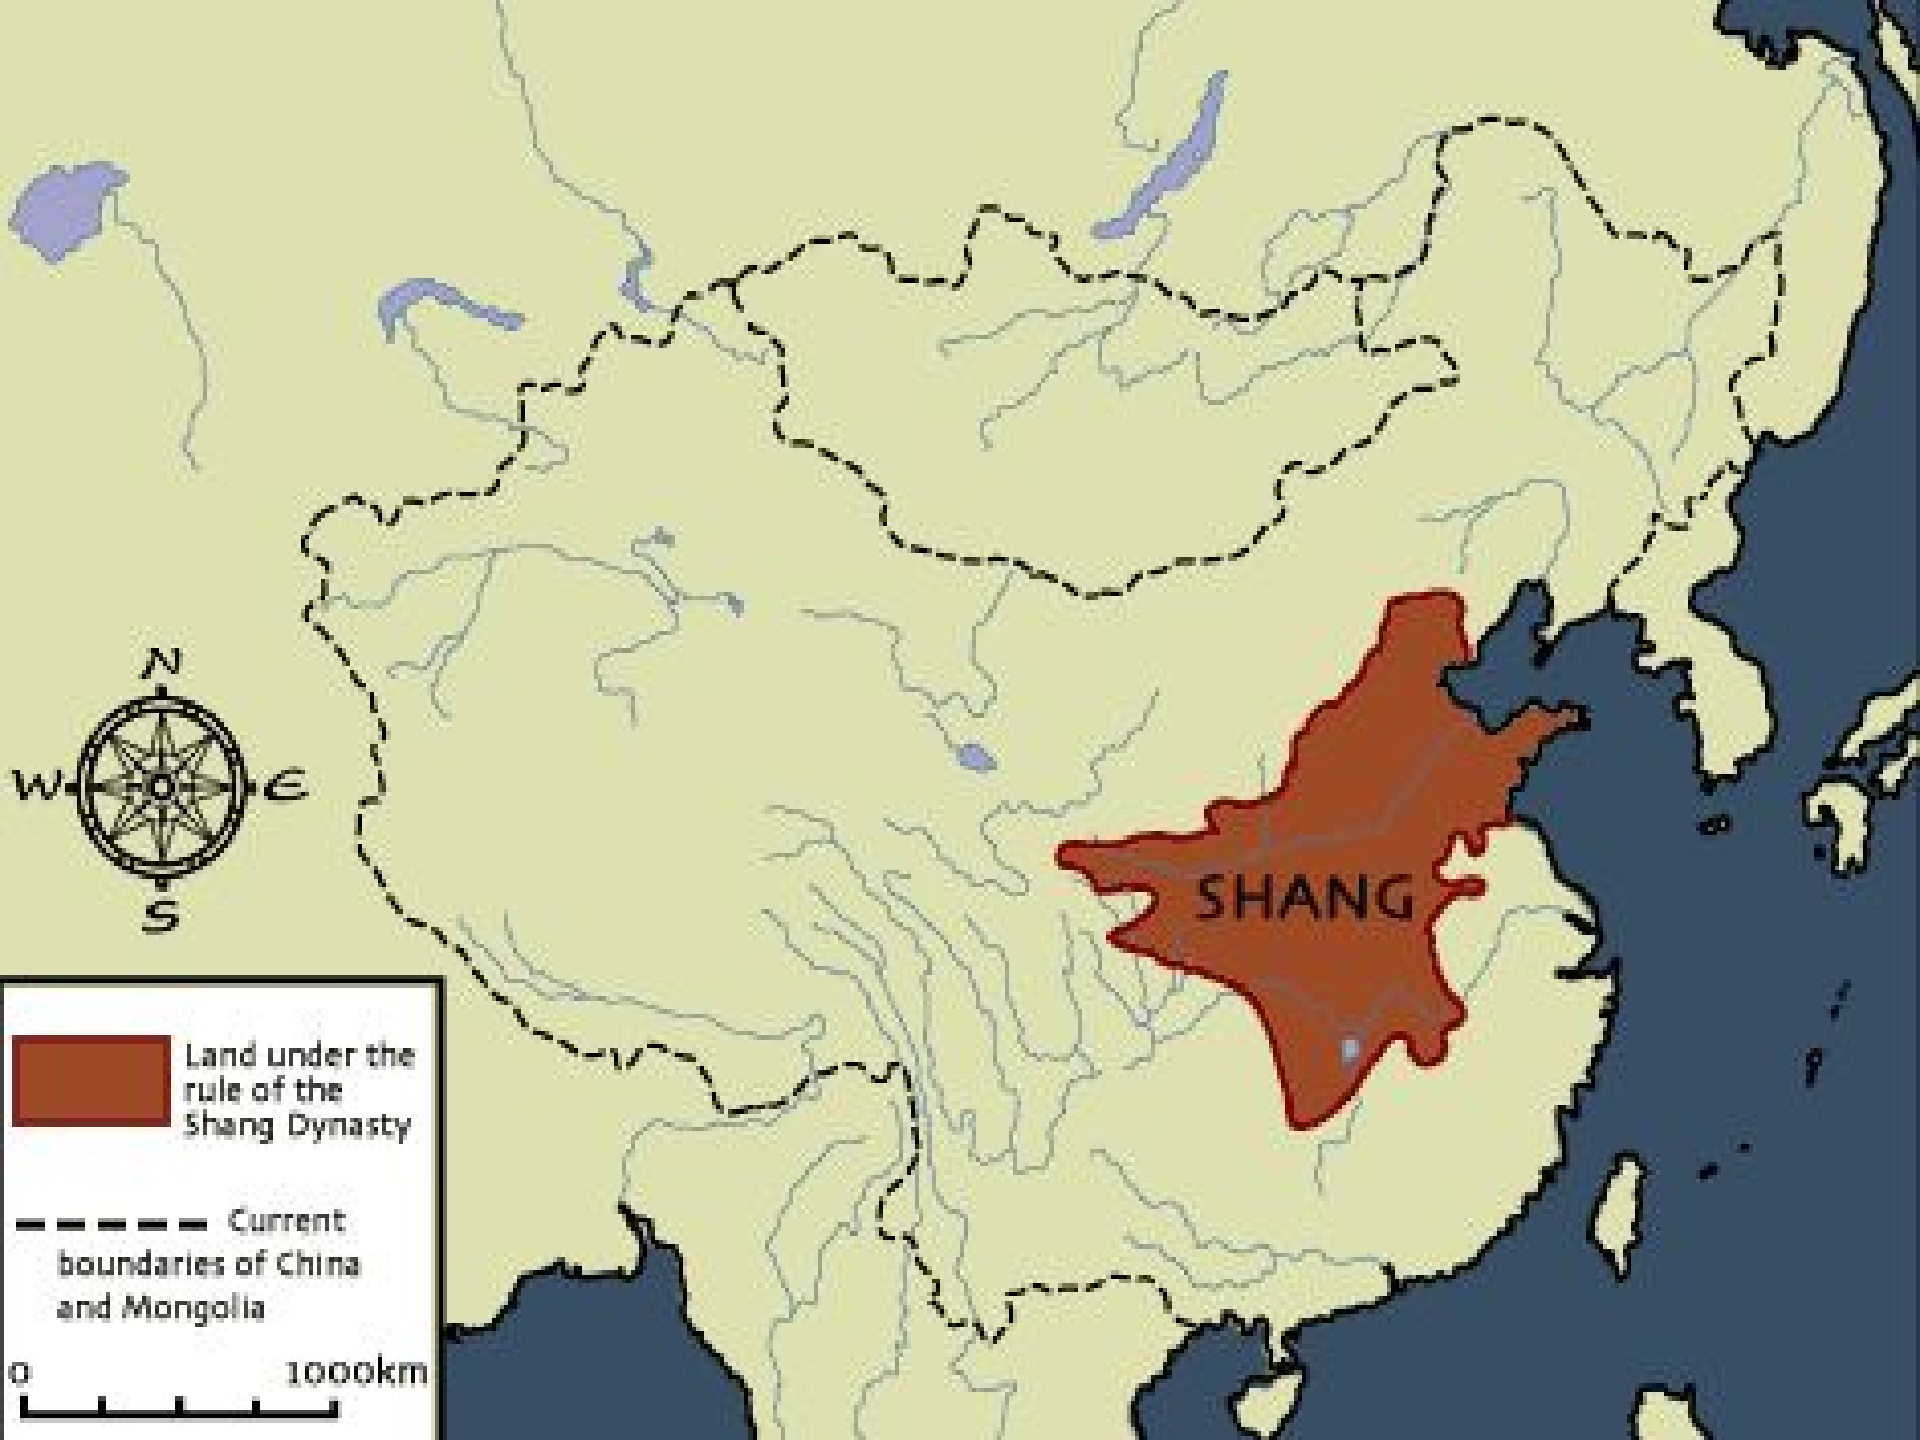 N
W
E
S
SHANG
Land under the
rule of the
Shang Dynasty
Current
boundaries of China
and Mongolia
0 1000km